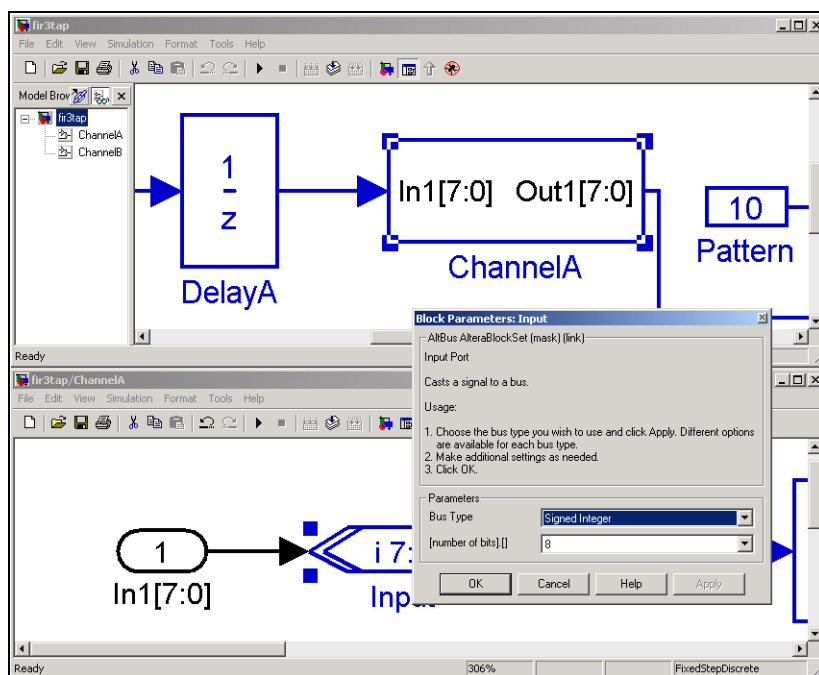 fir3tap
File Edit View Simulation Format Tools Help
Model Brov
fir3tap
ChannelA
ChannelB
1
z
DelayA
In1[7:0] Out1[7:0]
ChannelA
10
Pattern
Ready
Block Parameters: Input
AltBus AlteraBlockSet (mask) (link)
Input Port
Casts a signal to a bus.
Usage:
1. Choose the bus type you wish to use and click Apply. Different options
are available for each bus type.
2. Make additional settings as needed.
3. Click OK.
Parameters
Bus Type Signed Integer
[number of bits].[] 8
OK Cancel Help Apply
fir3tap/ChannelA
File Edit View Simulation Format Tools Help
1
In1[7:0]
i 7:
Input
Ready 306% FixedStepDiscrete